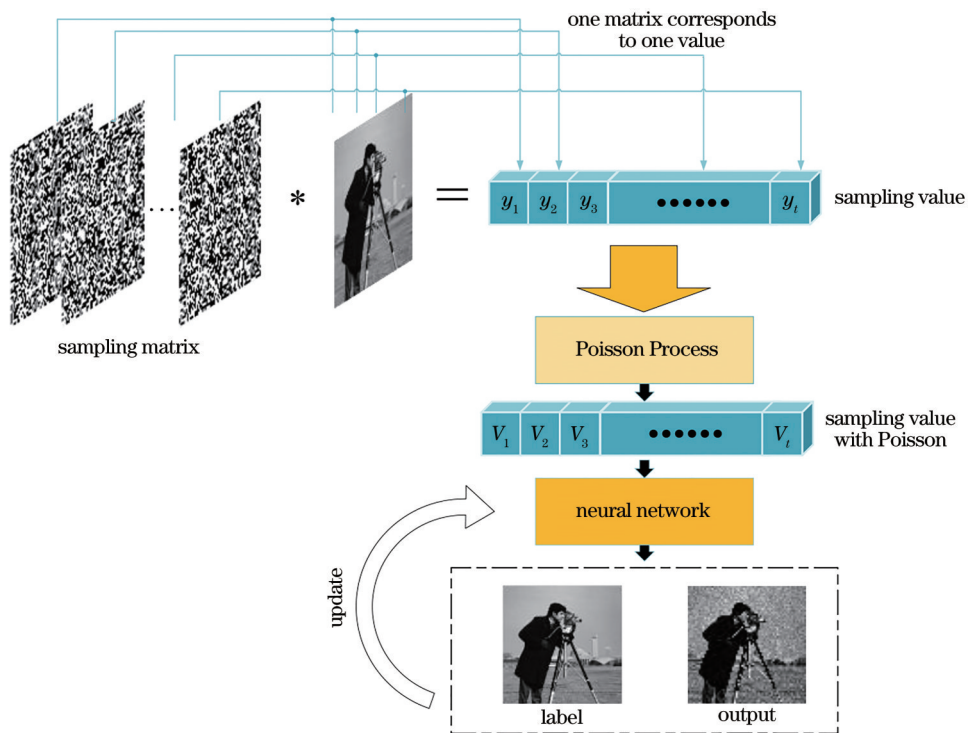 one matrix corresponds
to one value
* =
y₁ y₂ y₃ •••••• yₜ
sampling value
...
sampling matrix
Poisson Process
V₁ V₂ V₃ •••••• Vₜ
sampling value
with Poisson
neural network
update
label output